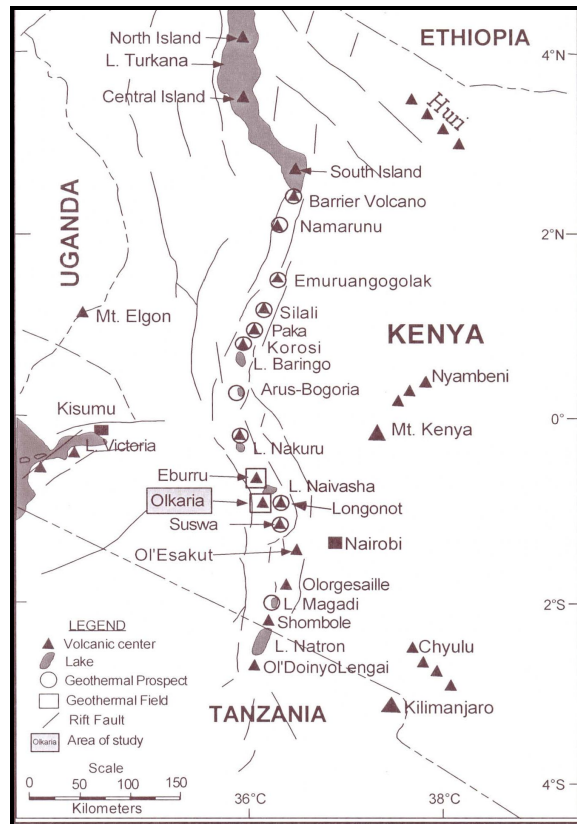 ETHIOPIA
4°N
North Island
L. Turkana
Central Island
Huri
South Island
Barrier Volcano
UGANDA
Namarunu
2°N
Emuruangogolak
Silali
Mt. Elgon
Paka
KENYA
Korosi
L. Baringo
Nyambeni
Arus-Bogoria
Kisumu
0°
Mt. Kenya
L. Victoria
L. Nakuru
Eburru
L. Naivasha
Olkaria
Longonot
Suswa
Nairobi
Ol'Esakut
Olorgesaille
L. Magadi
2°S
Shombole
LEGEND
Volcanic center
L. Natron
Chyulu
Lake
Ol'DoinyoLengai
Geothermal Prospect
Geothermal Field
Kilimanjaro
TANZANIA
Rift Fault
Olkaria
Area of study
Scale
0 50 100 150
4°S
Kilometers
36°C
38°C